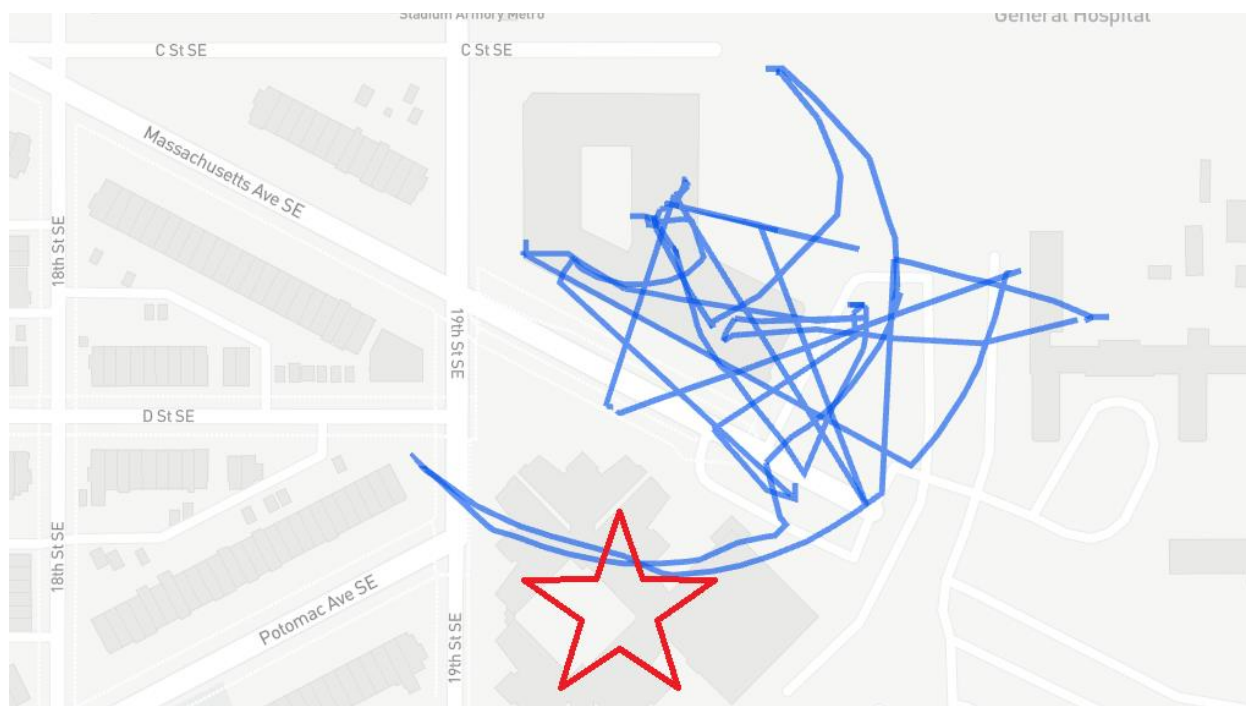 Stadium Armory Metro
General Hospital
C St SE
C St SE
Massachusetts Ave SE
18th St SE
19th St SE
D St SE
18th St SE
Potomac Ave SE
19th St SE